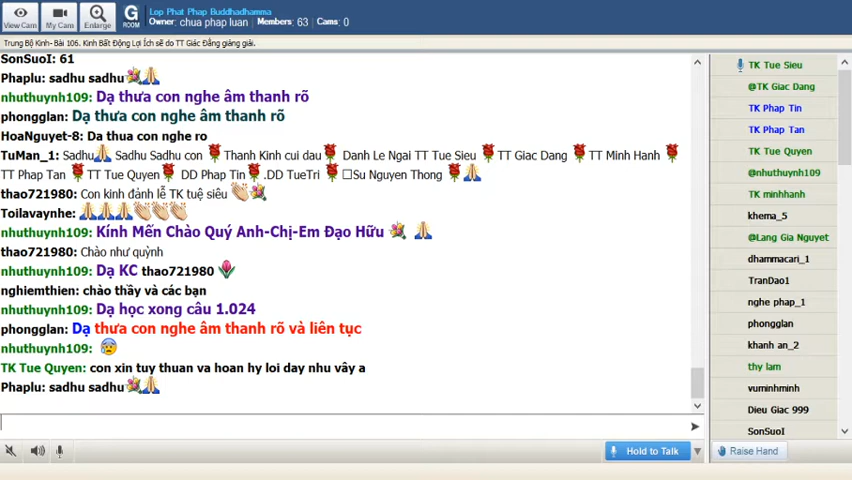 View Cam
My Cam
Enlarge
G
ROOM
Lop Phat Phap Buddhadhamma
Owner: chua phap luan Members: 63 Cams: 0
Trung Bộ Kinh- Bài 106. Kinh Bất Động Lợi Ích sẽ do TT Giác Đẳng giảng giải.
SonSuoI: 61
Phaplu: sadhu sadhu
nhuthuynh109: Dạ thưa con nghe âm thanh rõ
phongglan: Dạ thưa con nghe âm thanh rõ
HoaNguyet-8: Da thua con nghe ro
TuMan_1: Sadhu Sadhu Sadhu con Thanh Kinh cui dau Danh Le Ngai TT Tue Sieu TT Giac Dang TT Minh Hanh
TT Phap Tan TT Tue Quyen DD Phap Tin .DD TueTri □Su Nguyen Thong
thao721980: Con kinh đảnh lễ TK tuệ siêu
Toilavaynhe:
nhuthuynh109: Kính Mến Chào Quý Anh-Chị-Em Đạo Hữu
thao721980: Chào như quỳnh
nhuthuynh109: Dạ KC thao721980
nghiemthien: chào thầy và các bạn
nhuthuynh109: Dạ học xong câu 1.024
phongglan: Dạ thưa con nghe âm thanh rõ và liên tục
nhuthuynh109:
TK Tue Quyen: con xin tuy thuan va hoan hy loi day nhu vây a
Phaplu: sadhu sadhu
Hold to Talk
TK Tue Sieu
@TK Giac Dang
TK Phap Tin
TK Phap Tan
TK Tue Quyen
@nhuthuynh109
TK minhhanh
khema_5
@Lang Gia Nguyet
dhammacari_1
TranDao1
nghe phap_1
phongglan
khanh an_2
thy lam
vuminhminh
Dieu Giac 999
SonSuoI
Raise Hand